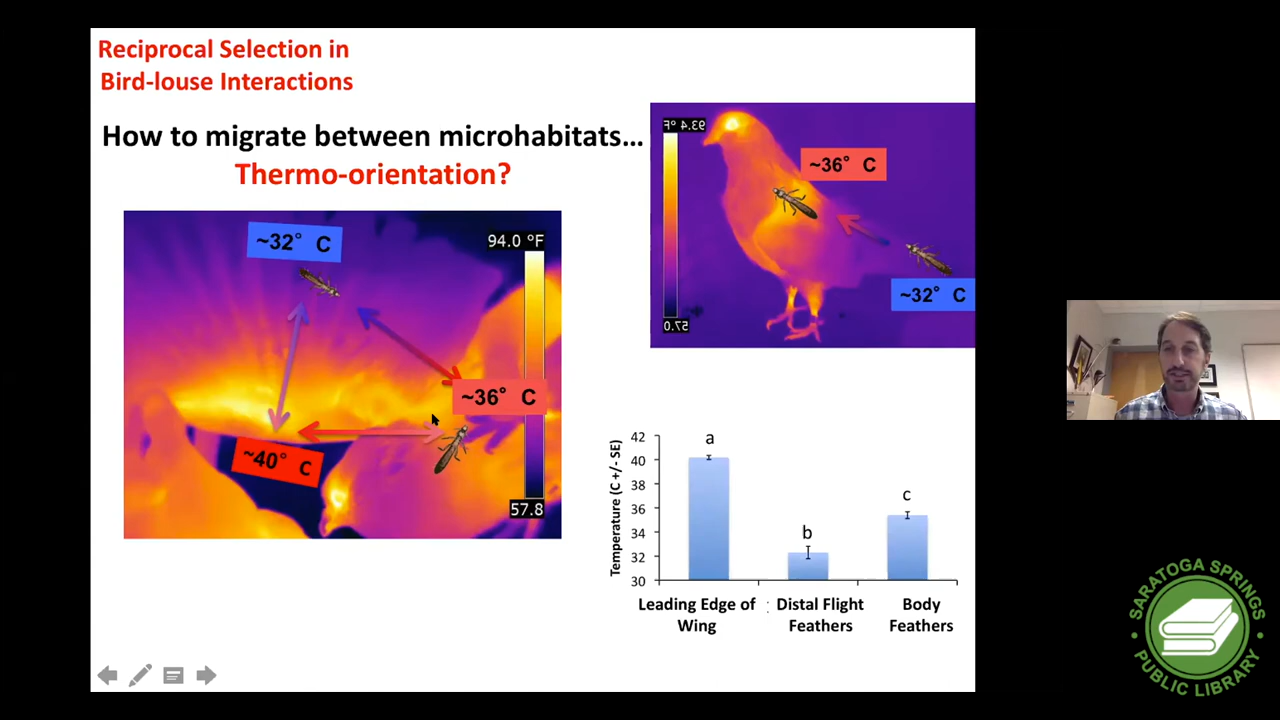 Reciprocal Selection in
Bird-louse Interactions
How to migrate between microhabitats...
Thermo-orientation?
~32° C
94.0 °F
~36° C
~40° C
57.8
93.4 °F
~36° C
~32° C
57.0
Temperature (C +/- SE)
42
40
38
36
34
32
30
a
b
c
Leading Edge of
Wing
Distal Flight
Feathers
Body
Feathers
SARATOGA SPRINGS
PUBLIC LIBRARY